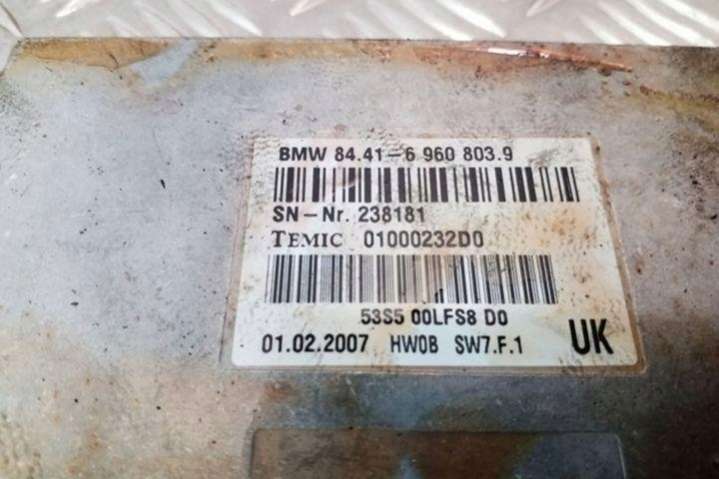 BMW 84.41-6 960 803.9
SN-Nr. 238181
TEMIC 01000232D0
53S5 00LFS8 D0
01.02.2007 HW0B SW7.F.1 UK